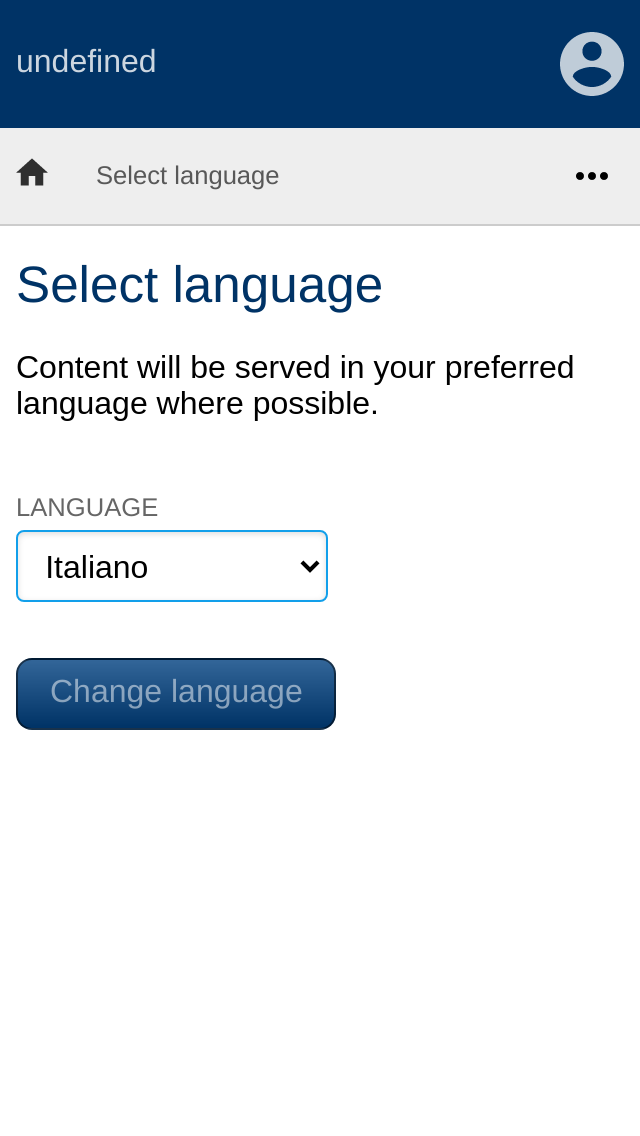 undefined
Select language
Select language
Content will be served in your preferred
language where possible.
LANGUAGE
Italiano
Change language